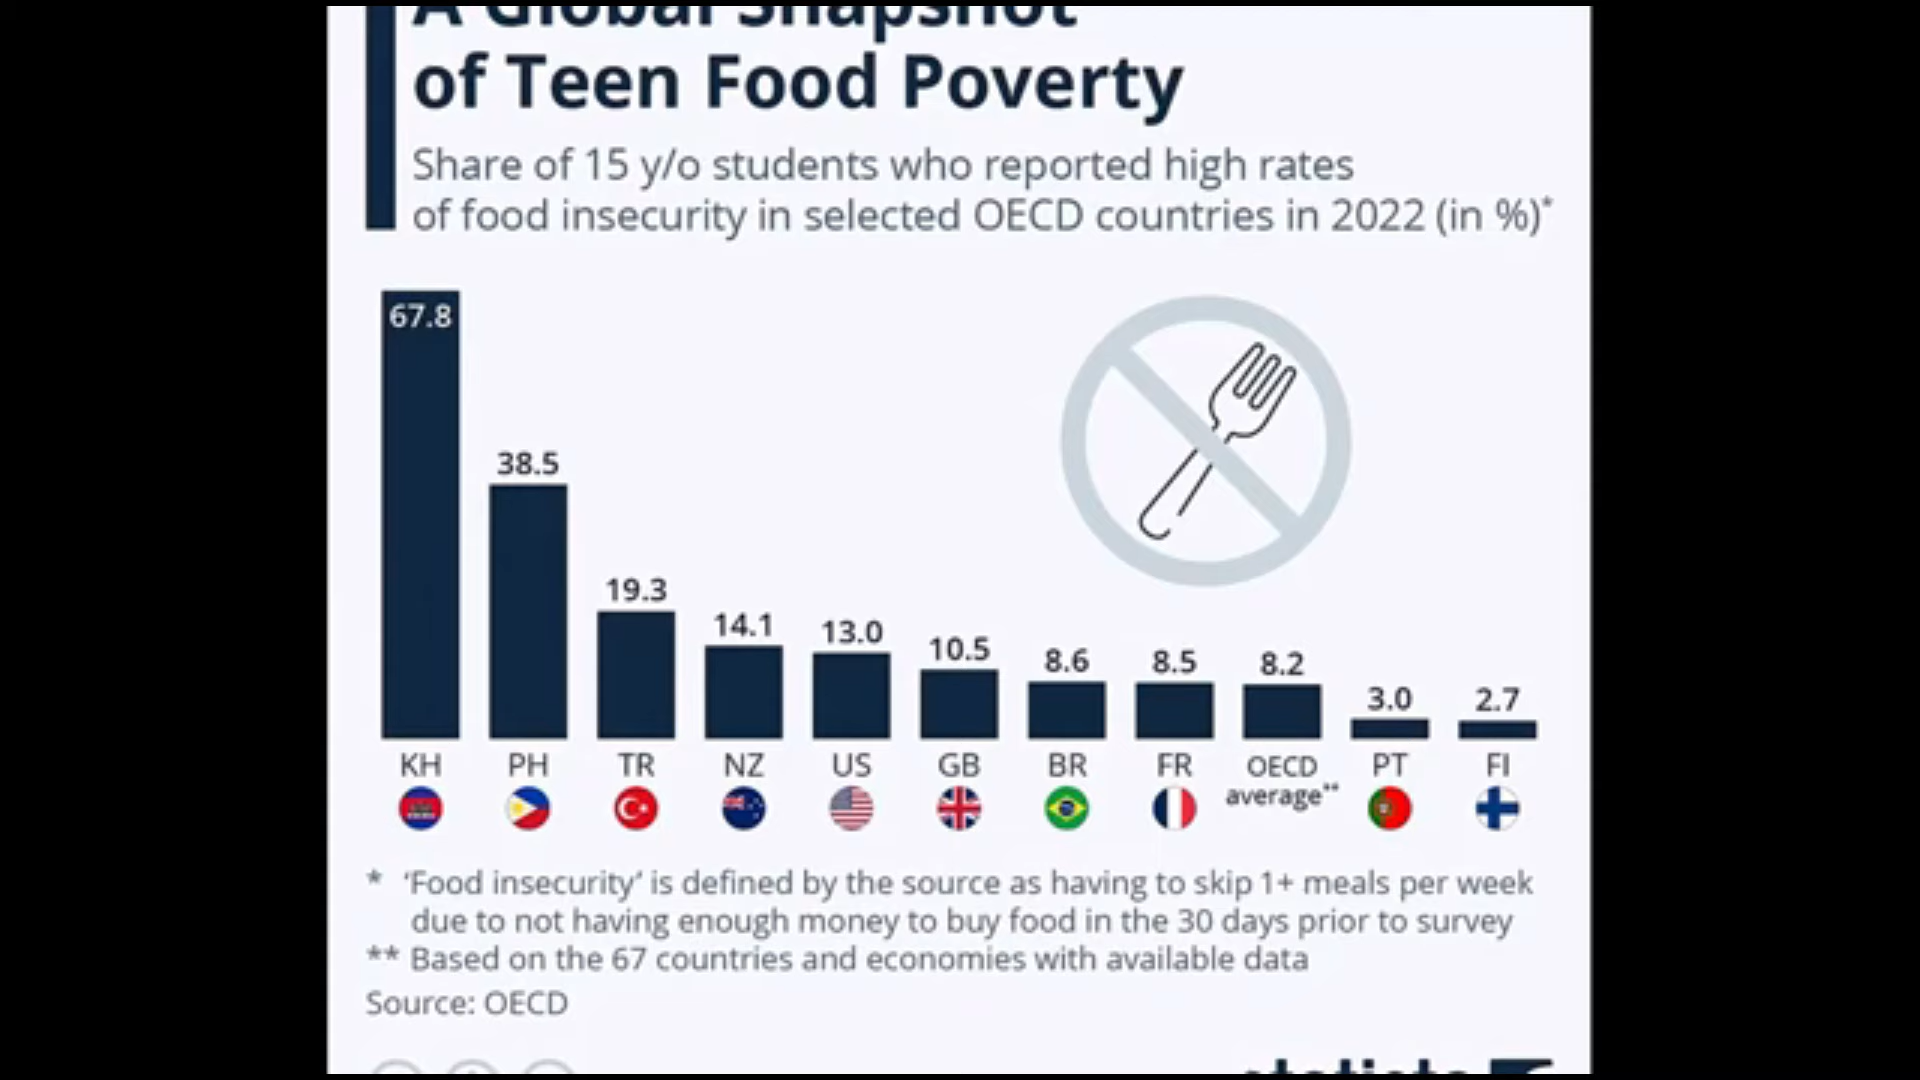 A Global Snapshot
of Teen Food Poverty
Share of 15 y/o students who reported high rates
of food insecurity in selected OECD countries in 2022 (in %)*
67.8
38.5
19.3
14.1
13.0
10.5
8.6
8.5
8.2
3.0
2.7
KH
PH
TR
NZ
US
GB
BR
FR
OECD
average**
PT
FI
* ‘Food insecurity’ is defined by the source as having to skip 1+ meals per week
due to not having enough money to buy food in the 30 days prior to survey
** Based on the 67 countries and economies with available data
Source: OECD
statista